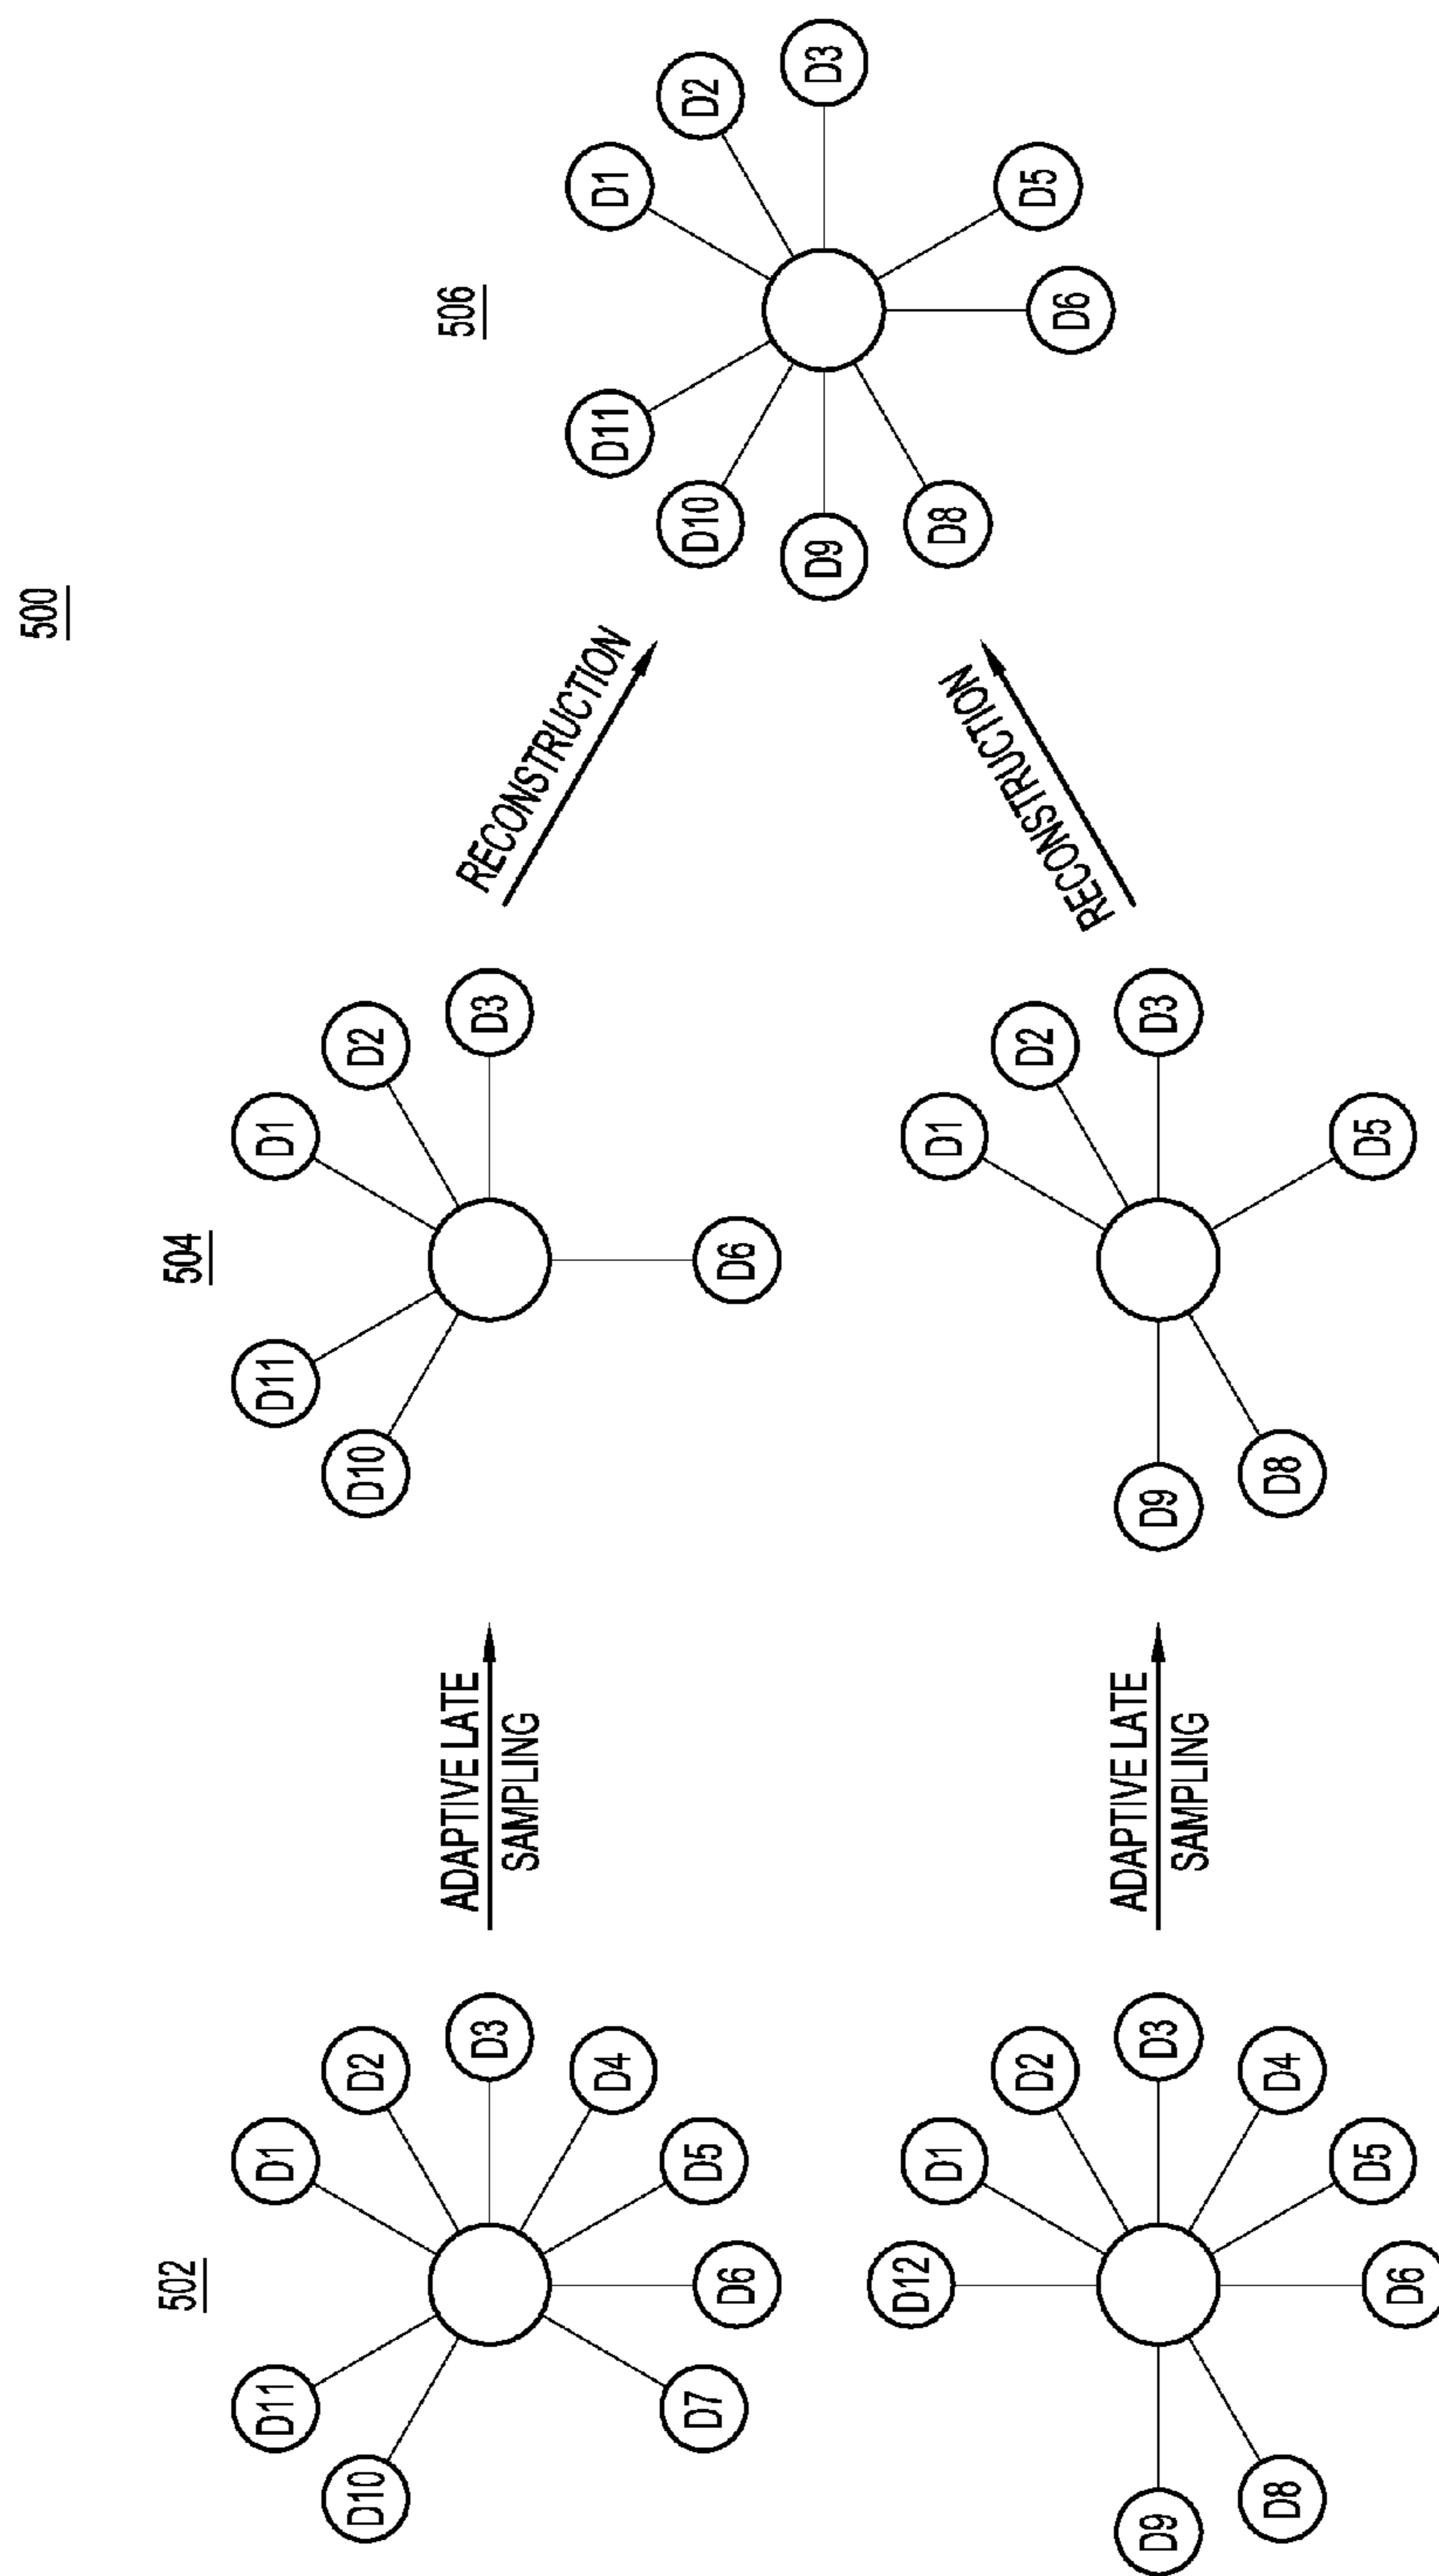 500
502
D11
D1
D10
D2
D3
D4
D7
D5
D6
ADAPTIVE LATE
SAMPLING
504
D11
D1
D10
D2
D3
D6
RECONSTRUCTION
506
D11
D1
D10
D2
D9
D3
D8
D5
D6
D12
D1
D2
D9
D3
D8
D4
D5
D6
ADAPTIVE LATE
SAMPLING
D1
D2
D9
D3
D8
D5
RECONSTRUCTION